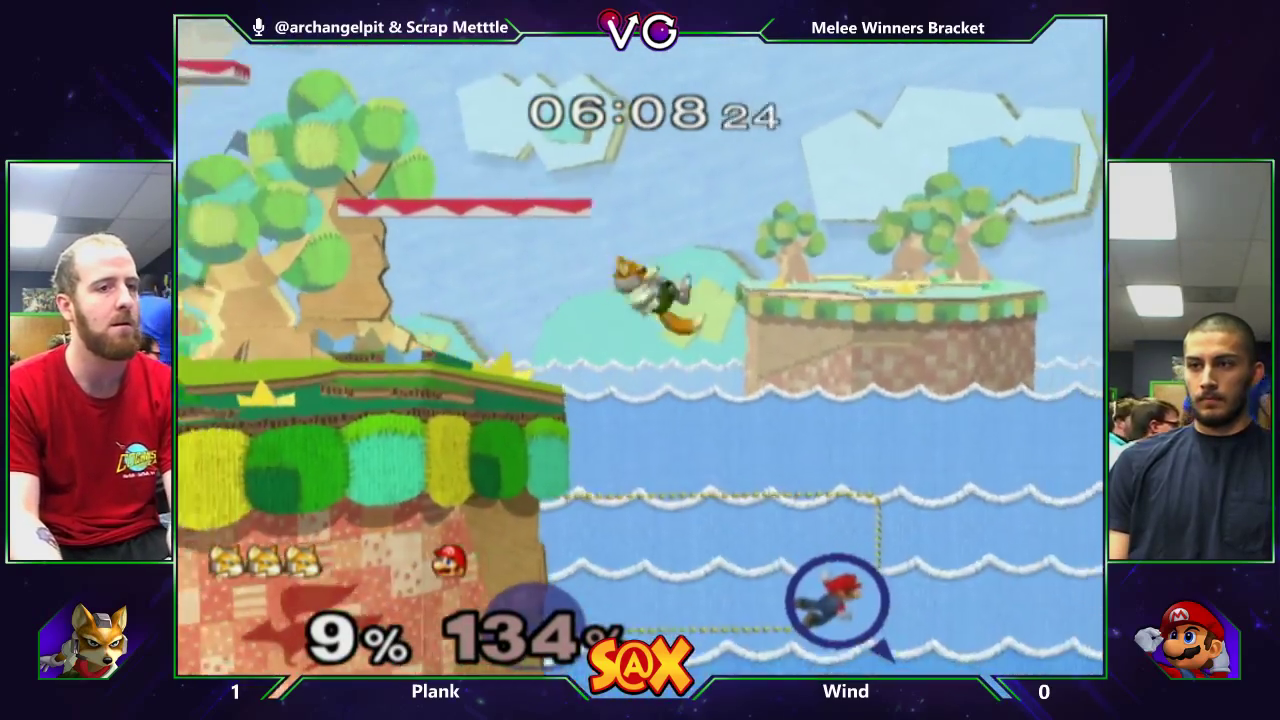 @archangelpit & Scrap Metttle
VG
Melee Winners Bracket
06:08 24
9%
134%
S@X
1
Plank
Wind
0